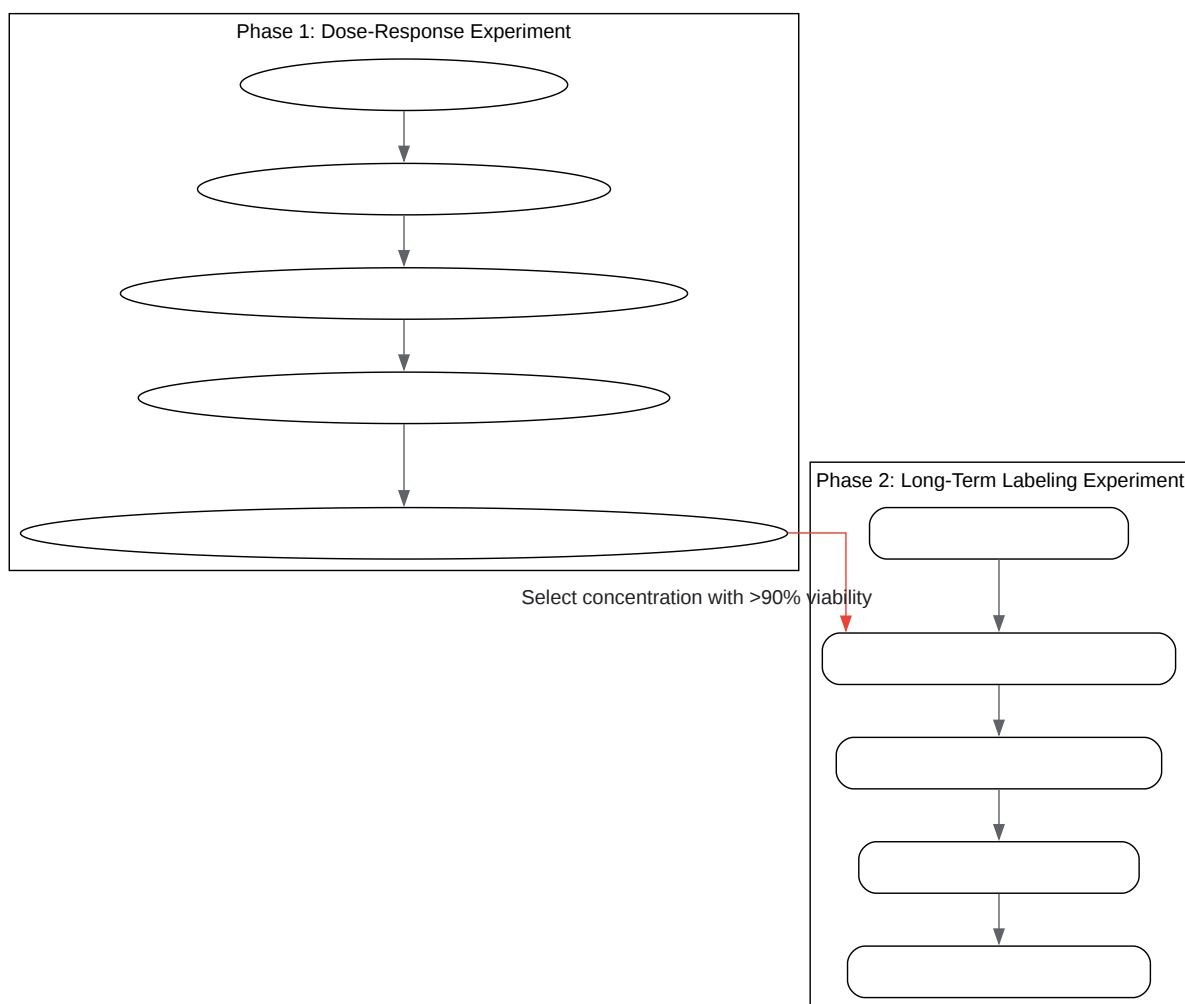 Phase 1: Dose-Response Experiment
Phase 2: Long-Term Labeling Experiment
Select concentration with >90% viability